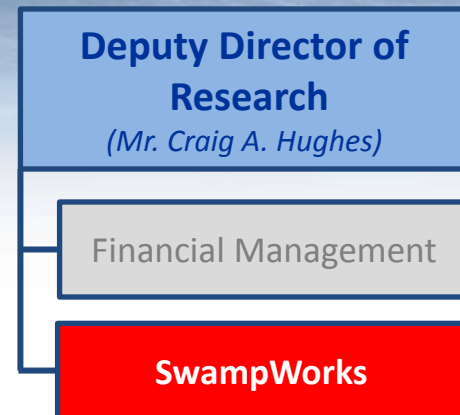 Deputy Director of
Research
(Mr. Craig A. Hughes)
Financial Management
SwampWorks